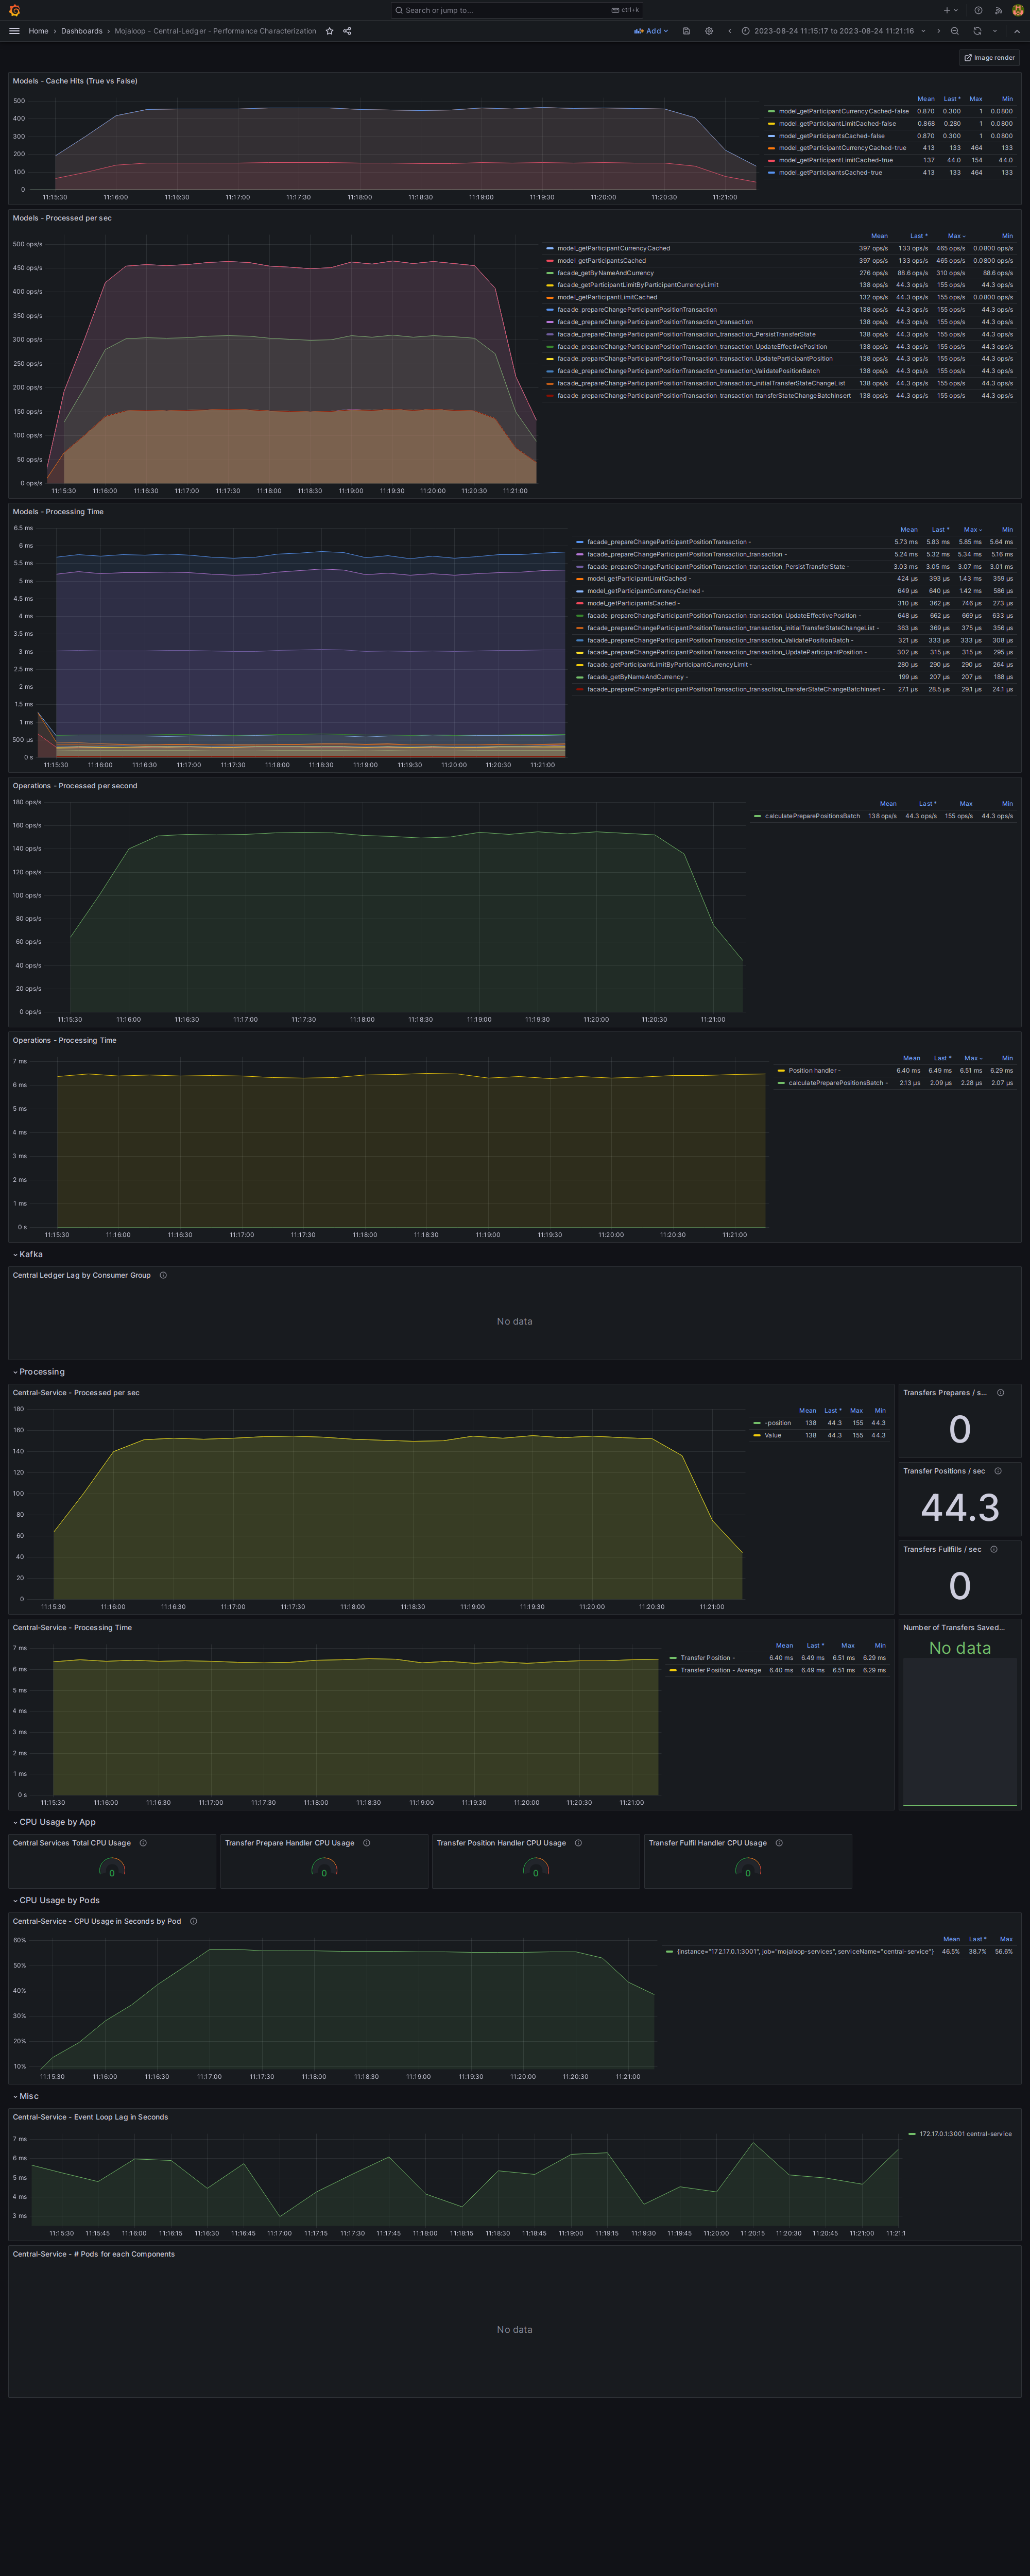 Search or jump to... ctrl+k
Home › Dashboards › Mojaloop - Central-Ledger - Performance Characterization Add 2023-08-24 11:15:17 to 2023-08-24 11:21:16
Image render
Models - Cache Hits (True vs False)
Mean Last * Max Min
model_getParticipantCurrencyCached-false 0.870 0.300 1 0.0800
model_getParticipantLimitCached-false 0.868 0.280 1 0.0800
model_getParticipantsCached-false 0.870 0.300 1 0.0800
model_getParticipantCurrencyCached-true 413 133 464 133
model_getParticipantLimitCached-true 137 44.0 154 44.0
model_getParticipantsCached-true 413 133 464 133
500
400
300
200
100
0
11:15:30 11:16:00 11:16:30 11:17:00 11:17:30 11:18:00 11:18:30 11:19:00 11:19:30 11:20:00 11:20:30 11:21:00
Models - Processed per sec
Mean Last * Max Min
model_getParticipantCurrencyCached 397 ops/s 133 ops/s 465 ops/s 0.0800 ops/s
model_getParticipantsCached 397 ops/s 133 ops/s 465 ops/s 0.0800 ops/s
facade_getByNameAndCurrency 276 ops/s 88.6 ops/s 310 ops/s 88.6 ops/s
facade_getParticipantLimitByParticipantCurrencyLimit 138 ops/s 44.3 ops/s 155 ops/s 44.3 ops/s
model_getParticipantLimitCached 132 ops/s 44.3 ops/s 155 ops/s 0.0800 ops/s
facade_prepareChangeParticipantPositionTransaction 138 ops/s 44.3 ops/s 155 ops/s 44.3 ops/s
facade_prepareChangeParticipantPositionTransaction_transaction 138 ops/s 44.3 ops/s 155 ops/s 44.3 ops/s
facade_prepareChangeParticipantPositionTransaction_transaction_PersistTransferState 138 ops/s 44.3 ops/s 155 ops/s 44.3 ops/s
facade_prepareChangeParticipantPositionTransaction_transaction_UpdateEffectivePosition 138 ops/s 44.3 ops/s 155 ops/s 44.3 ops/s
facade_prepareChangeParticipantPositionTransaction_transaction_UpdateParticipantPosition 138 ops/s 44.3 ops/s 155 ops/s 44.3 ops/s
facade_prepareChangeParticipantPositionTransaction_transaction_ValidatePositionBatch 138 ops/s 44.3 ops/s 155 ops/s 44.3 ops/s
facade_prepareChangeParticipantPositionTransaction_transaction_initialTransferStateChangeList 138 ops/s 44.3 ops/s 155 ops/s 44.3 ops/s
facade_prepareChangeParticipantPositionTransaction_transaction_transferStateChangeBatchInsert 138 ops/s 44.3 ops/s 155 ops/s 44.3 ops/s
500 ops/s
450 ops/s
400 ops/s
350 ops/s
300 ops/s
250 ops/s
200 ops/s
150 ops/s
100 ops/s
50 ops/s
0 ops/s
11:15:30 11:16:00 11:16:30 11:17:00 11:17:30 11:18:00 11:18:30 11:19:00 11:19:30 11:20:00 11:20:30 11:21:00
Models - Processing Time
Mean Last * Max Min
facade_prepareChangeParticipantPositionTransaction - 5.73 ms 5.83 ms 5.85 ms 5.64 ms
facade_prepareChangeParticipantPositionTransaction_transaction - 5.24 ms 5.32 ms 5.34 ms 5.16 ms
facade_prepareChangeParticipantPositionTransaction_transaction_PersistTransferState - 3.03 ms 3.05 ms 3.07 ms 3.01 ms
model_getParticipantLimitCached - 424 µs 393 µs 1.43 ms 359 µs
model_getParticipantCurrencyCached - 649 µs 640 µs 1.42 ms 586 µs
model_getParticipantsCached - 310 µs 362 µs 746 µs 273 µs
facade_prepareChangeParticipantPositionTransaction_transaction_UpdateEffectivePosition - 648 µs 662 µs 669 µs 633 µs
facade_prepareChangeParticipantPositionTransaction_transaction_initialTransferStateChangeList - 363 µs 369 µs 375 µs 356 µs
facade_prepareChangeParticipantPositionTransaction_transaction_ValidatePositionBatch - 321 µs 333 µs 333 µs 308 µs
facade_prepareChangeParticipantPositionTransaction_transaction_UpdateParticipantPosition - 302 µs 315 µs 315 µs 295 µs
facade_getParticipantLimitByParticipantCurrencyLimit - 280 µs 290 µs 290 µs 264 µs
facade_getByNameAndCurrency - 199 µs 207 µs 207 µs 188 µs
facade_prepareChangeParticipantPositionTransaction_transaction_transferStateChangeBatchInsert - 27.1 µs 28.5 µs 29.1 µs 24.1 µs
6.5 ms
6 ms
5.5 ms
5 ms
4.5 ms
4 ms
3.5 ms
3 ms
2.5 ms
2 ms
1.5 ms
1 ms
500 µs
0 s
11:15:30 11:16:00 11:16:30 11:17:00 11:17:30 11:18:00 11:18:30 11:19:00 11:19:30 11:20:00 11:20:30 11:21:00
Operations - Processed per second
Mean Last * Max Min
calculatePreparePositionsBatch 138 ops/s 44.3 ops/s 155 ops/s 44.3 ops/s
180 ops/s
160 ops/s
140 ops/s
120 ops/s
100 ops/s
80 ops/s
60 ops/s
40 ops/s
20 ops/s
0 ops/s
11:15:30 11:16:00 11:16:30 11:17:00 11:17:30 11:18:00 11:18:30 11:19:00 11:19:30 11:20:00 11:20:30 11:21:00
Operations - Processing Time
Mean Last * Max Min
Position handler - 6.40 ms 6.49 ms 6.51 ms 6.29 ms
calculatePreparePositionsBatch - 2.13 µs 2.09 µs 2.28 µs 2.07 µs
7 ms
6 ms
5 ms
4 ms
3 ms
2 ms
1 ms
0 s
11:15:30 11:16:00 11:16:30 11:17:00 11:17:30 11:18:00 11:18:30 11:19:00 11:19:30 11:20:00 11:20:30 11:21:00
Kafka
Central Ledger Lag by Consumer Group
No data
Processing
Central-Service - Processed per sec
Mean Last * Max Min
-position 138 44.3 155 44.3
Value 138 44.3 155 44.3
180
160
140
120
100
80
60
40
20
0
11:15:30 11:16:00 11:16:30 11:17:00 11:17:30 11:18:00 11:18:30 11:19:00 11:19:30 11:20:00 11:20:30 11:21:00
Transfers Prepares / s...
0
Transfer Positions / sec
44.3
Transfers Fullfills / sec
0
Central-Service - Processing Time
Mean Last * Max Min
Transfer Position - 6.40 ms 6.49 ms 6.51 ms 6.29 ms
Transfer Position - Average 6.40 ms 6.49 ms 6.51 ms 6.29 ms
7 ms
6 ms
5 ms
4 ms
3 ms
2 ms
1 ms
0 s
11:15:30 11:16:00 11:16:30 11:17:00 11:17:30 11:18:00 11:18:30 11:19:00 11:19:30 11:20:00 11:20:30 11:21:00
Number of Transfers Saved...
No data
CPU Usage by App
Central Services Total CPU Usage
0
Transfer Prepare Handler CPU Usage
0
Transfer Position Handler CPU Usage
0
Transfer Fulfil Handler CPU Usage
0
CPU Usage by Pods
Central-Service - CPU Usage in Seconds by Pod
Mean Last * Max
{instance="172.17.0.1:3001", job="mojaloop-services", serviceName="central-service"} 46.5% 38.7% 56.6%
60%
50%
40%
30%
20%
10%
11:15:30 11:16:00 11:16:30 11:17:00 11:17:30 11:18:00 11:18:30 11:19:00 11:19:30 11:20:00 11:20:30 11:21:00
Misc
Central-Service - Event Loop Lag in Seconds
172.17.0.1:3001 central-service
7 ms
6 ms
5 ms
4 ms
3 ms
11:15:30 11:15:45 11:16:00 11:16:15 11:16:30 11:16:45 11:17:00 11:17:15 11:17:30 11:17:45 11:18:00 11:18:15 11:18:30 11:18:45 11:19:00 11:19:15 11:19:30 11:19:45 11:20:00 11:20:15 11:20:30 11:20:45 11:21:00 11:21:1
Central-Service - # Pods for each Components
No data